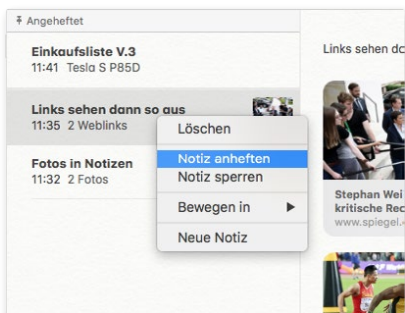 Angeheftet
Einkaufsliste V.3
11:41 Tesla S P85D
Links sehen dann so aus
11:35 2 Weblinks
Fotos in Notizen
11:32 2 Fotos
Löschen
Notiz anheften
Notiz sperren
Bewegen in
Neue Notiz
Links sehen
Stephan Wei
kritische Rec
www.spiegel.